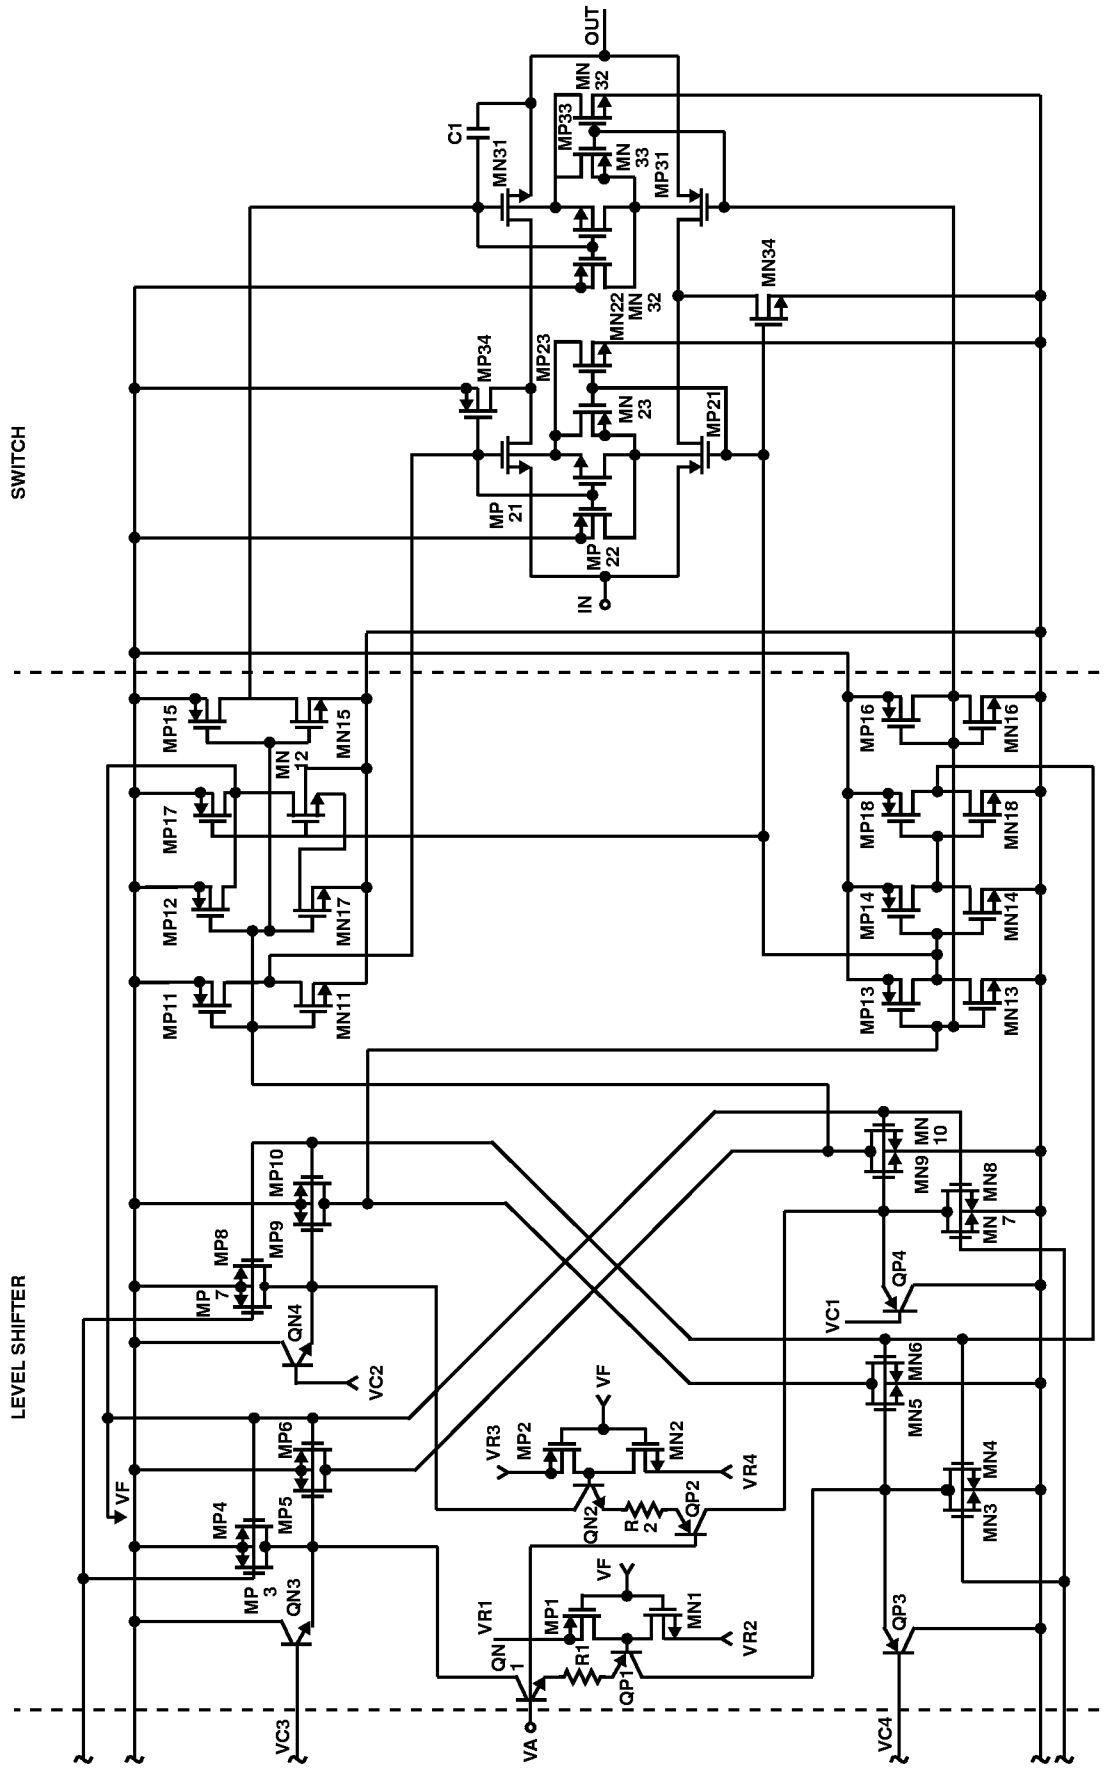 LEVEL SHIFTER
SWITCH
VF
MP4
MP
3
MP5
MP6
QN3
VC3
MP
7
MP8
MP9
MP10
QN4
VC2
MP11
MN11
MP12
MN17
MP17
MN
12
MP15
MN15
VA
QN
1
VR1
MP1
R1
QP1
MN1
VR2
VF
VR3
MP2
QN2
R
2
QP2
MN2
VR4
VF
VC4
QP3
MN3
MN4
MN5
MN6
VC1
QP4
MN
7
MN8
MN9
MN
10
MP13
MN13
MP14
MN14
MP18
MN18
MP16
MN16
IN
MP
21
MP
22
MP34
MP23
MN
23
MP21
MN34
MN22
MN
32
C1
MN31
MP33
MN
33
MP31
MN
32
OUT